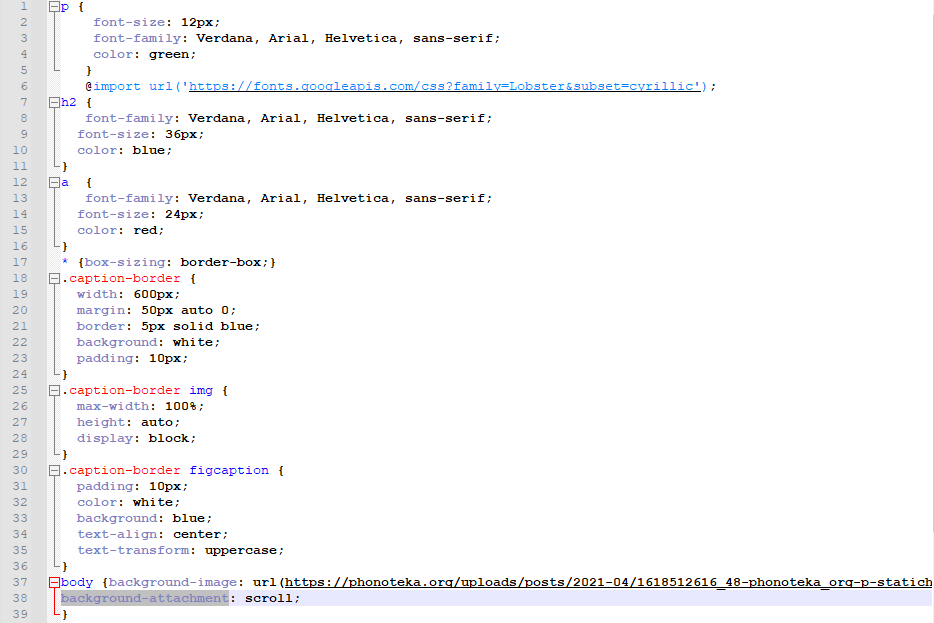 1 p {
2 font-size: 12px;
3 font-family: Verdana, Arial, Helvetica, sans-serif;
4 color: green;
5 }
6 @import url('https://fonts.googleapis.com/css?family=Lobster&subset=cyrillic');
7 h2 {
8 font-family: Verdana, Arial, Helvetica, sans-serif;
9 font-size: 36px;
10 color: blue;
11 }
12 a {
13 font-family: Verdana, Arial, Helvetica, sans-serif;
14 font-size: 24px;
15 color: red;
16 }
17 * {box-sizing: border-box;}
18 .caption-border {
19 width: 600px;
20 margin: 50px auto 0;
21 border: 5px solid blue;
22 background: white;
23 padding: 10px;
24 }
25 .caption-border img {
26 max-width: 100%;
27 height: auto;
28 display: block;
29 }
30 .caption-border figcaption {
31 padding: 10px;
32 color: white;
33 background: blue;
34 text-align: center;
35 text-transform: uppercase;
36 }
37 body {background-image: url(https://phonoteka.org/uploads/posts/2021-04/1618512616_48-phonoteka_org-p-statich
38 background-attachment: scroll;
39 }